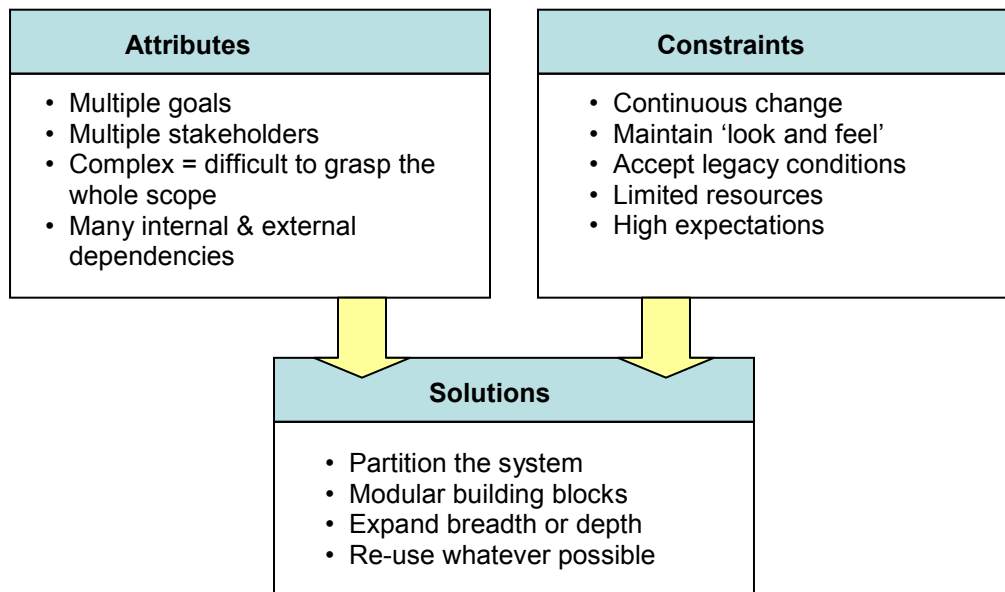 Attributes
• Multiple goals
• Multiple stakeholders
• Complex = difficult to grasp the
whole scope
• Many internal & external
dependencies
Constraints
• Continuous change
• Maintain ‘look and feel’
• Accept legacy conditions
• Limited resources
• High expectations
Solutions
• Partition the system
• Modular building blocks
• Expand breadth or depth
• Re-use whatever possible